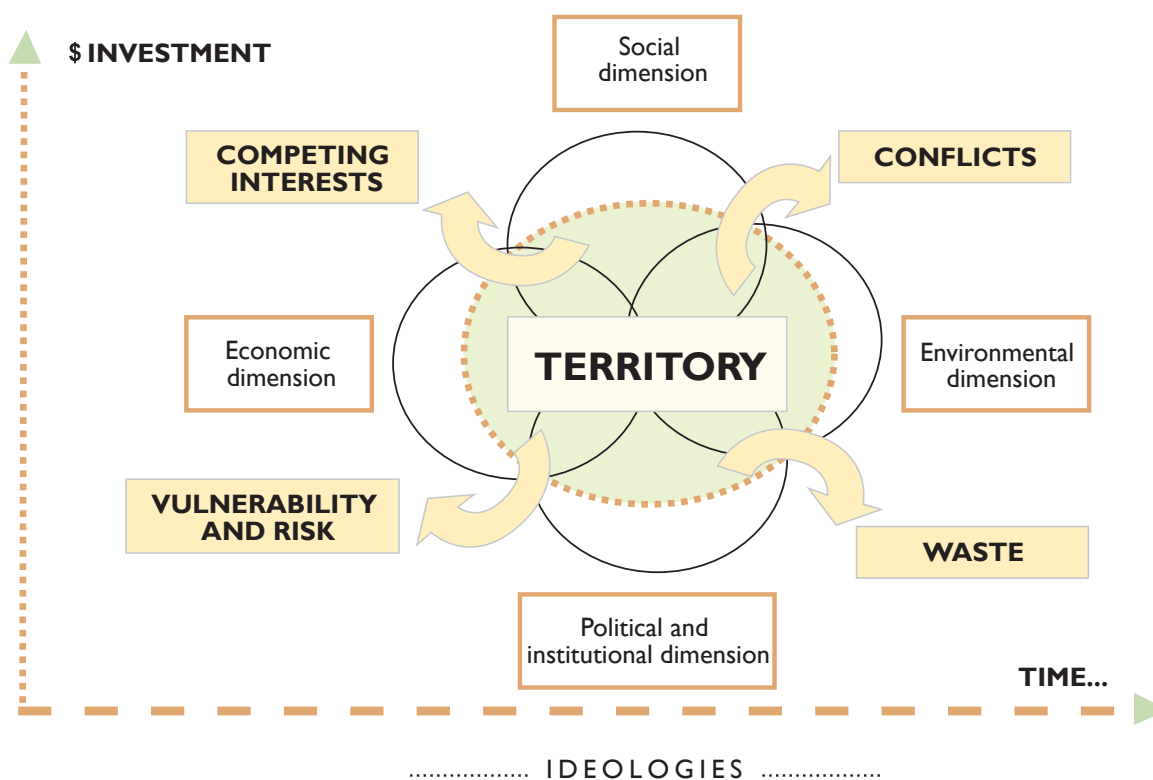 $ INVESTMENT
Social
dimension
COMPETING
INTERESTS
CONFLICTS
Economic
dimension
TERRITORY
Environmental
dimension
VULNERABILITY
AND RISK
WASTE
Political and
institutional dimension
TIME...
.................. IDEOLOGIES ..................